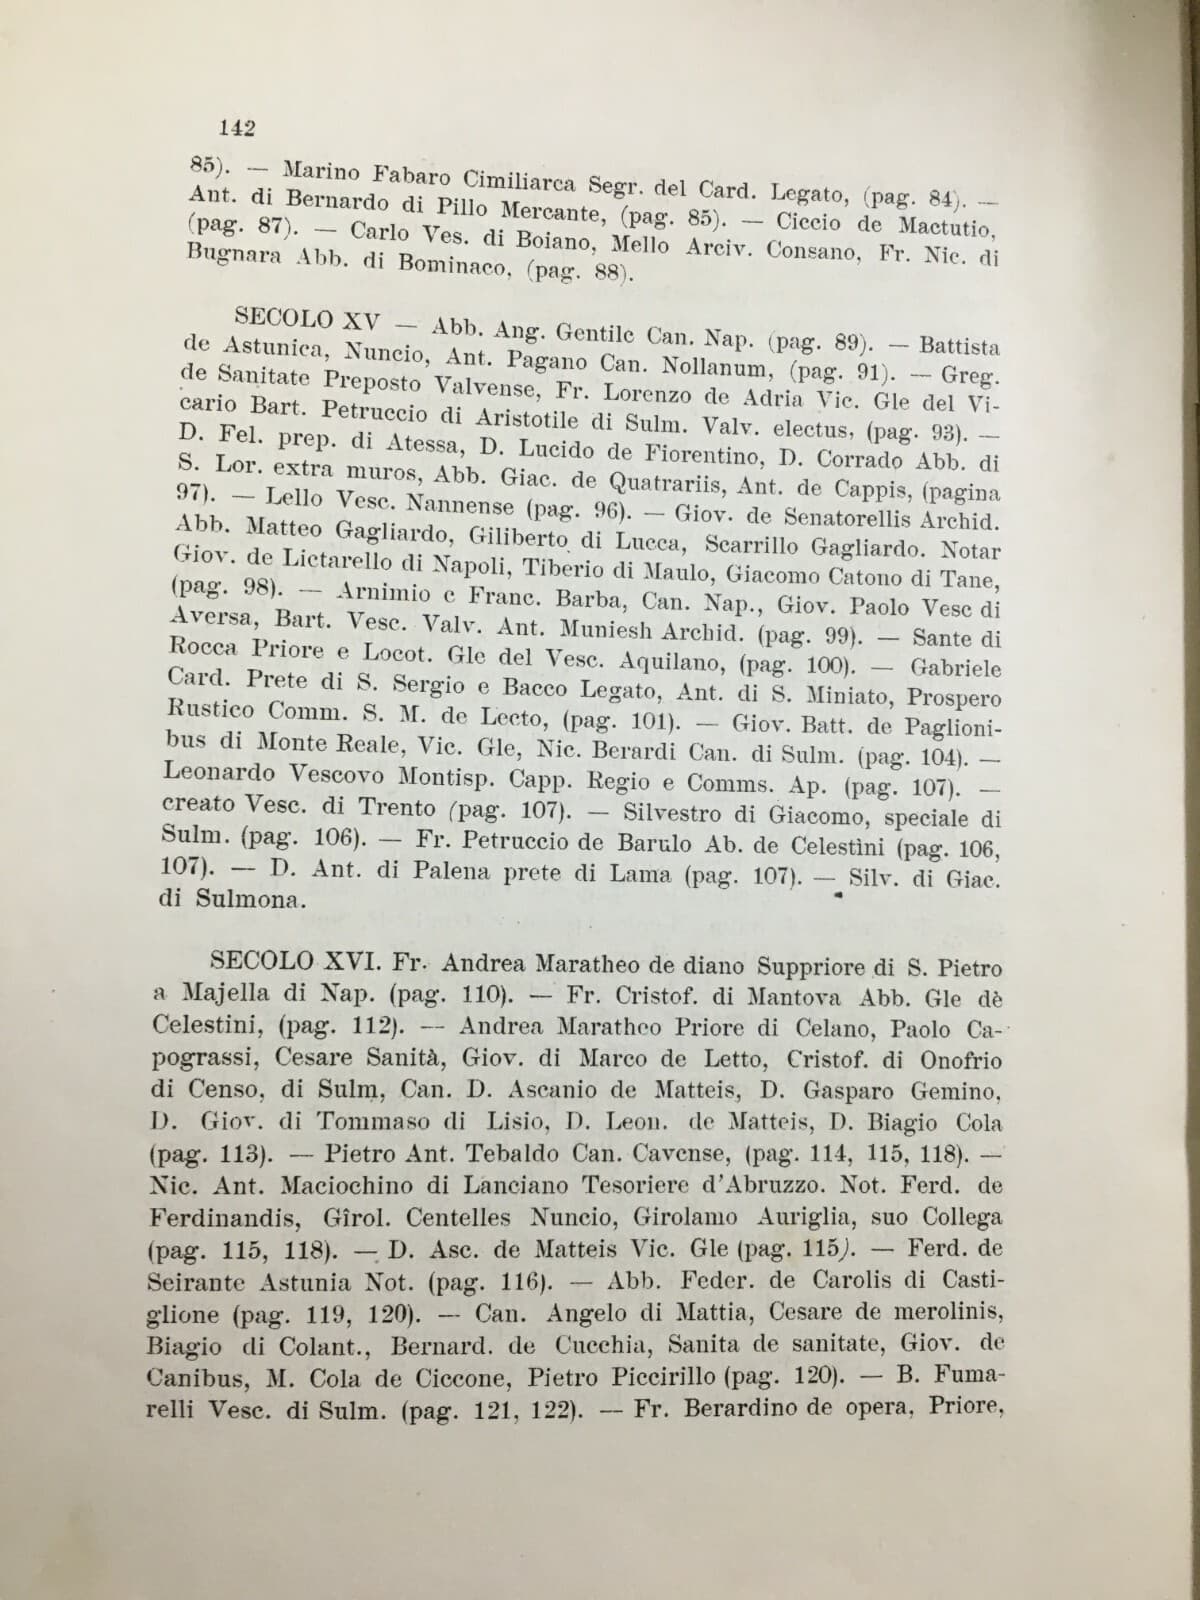 142
85). — Marino Fabaro Cimiliarca Segr. del Card. Legato, (pag. 84). —
Ant. di Bernardo di Pillo Mercante, (pag. 85). — Ciccio de Mactutio,
(pag. 87). — Carlo Ves. di Boiano, Mello Arciv. Consano, Fr. Nic. di
Bugnara Abb. di Bominaco, (pag. 88).
SECOLO XV — Abb. Ang. Gentile Can. Nap. (pag. 89). — Battista
de Astunica, Nuncio, Ant. Pagano Can. Nollanum, (pag. 91). — Greg.
de Sanitate Preposto Valvense, Fr. Lorenzo de Adria Vic. Gle del Vi-
cario Bart. Petruccio di Aristotile di Sulm. Valv. electus, (pag. 93). —
D. Fel. prep. di Atessa, D. Lucido de Fiorentino, D. Corrado Abb. di
S. Lor. extra muros, Abb. Giac. de Quatrariis, Ant. de Cappis, (pagina
97). — Lello Vesc. Nannense (pag. 96). — Giov. de Senatorellis Archid.
Abb. Matteo Gagliardo, Giliberto di Lucca, Scarrillo Gagliardo. Notar
Giov. de Lictarello di Napoli, Tiberio di Maulo, Giacomo Catono di Tane,
(pag. 98). — Arnimio e Franc. Barba, Can. Nap., Giov. Paolo Vesc di
Aversa, Bart. Vesc. Valv. Ant. Muniesh Archid. (pag. 99). — Sante di
Rocca Priore e Locot. Gle del Vesc. Aquilano, (pag. 100). — Gabriele
Card. Prete di S. Sergio e Bacco Legato, Ant. di S. Miniato, Prospero
Rustico Comm. S. M. de Lecto, (pag. 101). — Giov. Batt. de Paglioni-
bus di Monte Reale, Vic. Gle, Nic. Berardi Can. di Sulm. (pag. 104). —
Leonardo Vescovo Montisp. Capp. Regio e Comms. Ap. (pag. 107). —
creato Vesc. di Trento (pag. 107). — Silvestro di Giacomo, speciale di
Sulm. (pag. 106). — Fr. Petruccio de Barulo Ab. de Celestini (pag. 106,
107). — D. Ant. di Palena prete di Lama (pag. 107). — Silv. di Giac.
di Sulmona.
SECOLO XVI. Fr. Andrea Maratheo de diano Suppriore di S. Pietro
a Majella di Nap. (pag. 110). — Fr. Cristof. di Mantova Abb. Gle dè
Celestini, (pag. 112). — Andrea Maratheo Priore di Celano, Paolo Ca-
pograssi, Cesare Sanità, Giov. di Marco de Letto, Cristof. di Onofrio
di Censo, di Sulm, Can. D. Ascanio de Matteis, D. Gasparo Gemino,
D. Giov. di Tommaso di Lisio, D. Leon. de Matteis, D. Biagio Cola
(pag. 113). — Pietro Ant. Tebaldo Can. Cavense, (pag. 114, 115, 118). —
Nic. Ant. Maciochino di Lanciano Tesoriere d'Abruzzo. Not. Ferd. de
Ferdinandis, Gîrol. Centelles Nuncio, Girolamo Auriglia, suo Collega
(pag. 115, 118). — D. Asc. de Matteis Vic. Gle (pag. 115). — Ferd. de
Seirante Astunia Not. (pag. 116). — Abb. Feder. de Carolis di Casti-
glione (pag. 119, 120). — Can. Angelo di Mattia, Cesare de merolinis,
Biagio di Colant., Bernard. de Cucchia, Sanita de sanitate, Giov. de
Canibus, M. Cola de Ciccone, Pietro Piccirillo (pag. 120). — B. Fuma-
relli Vesc. di Sulm. (pag. 121, 122). — Fr. Berardino de opera, Priore,